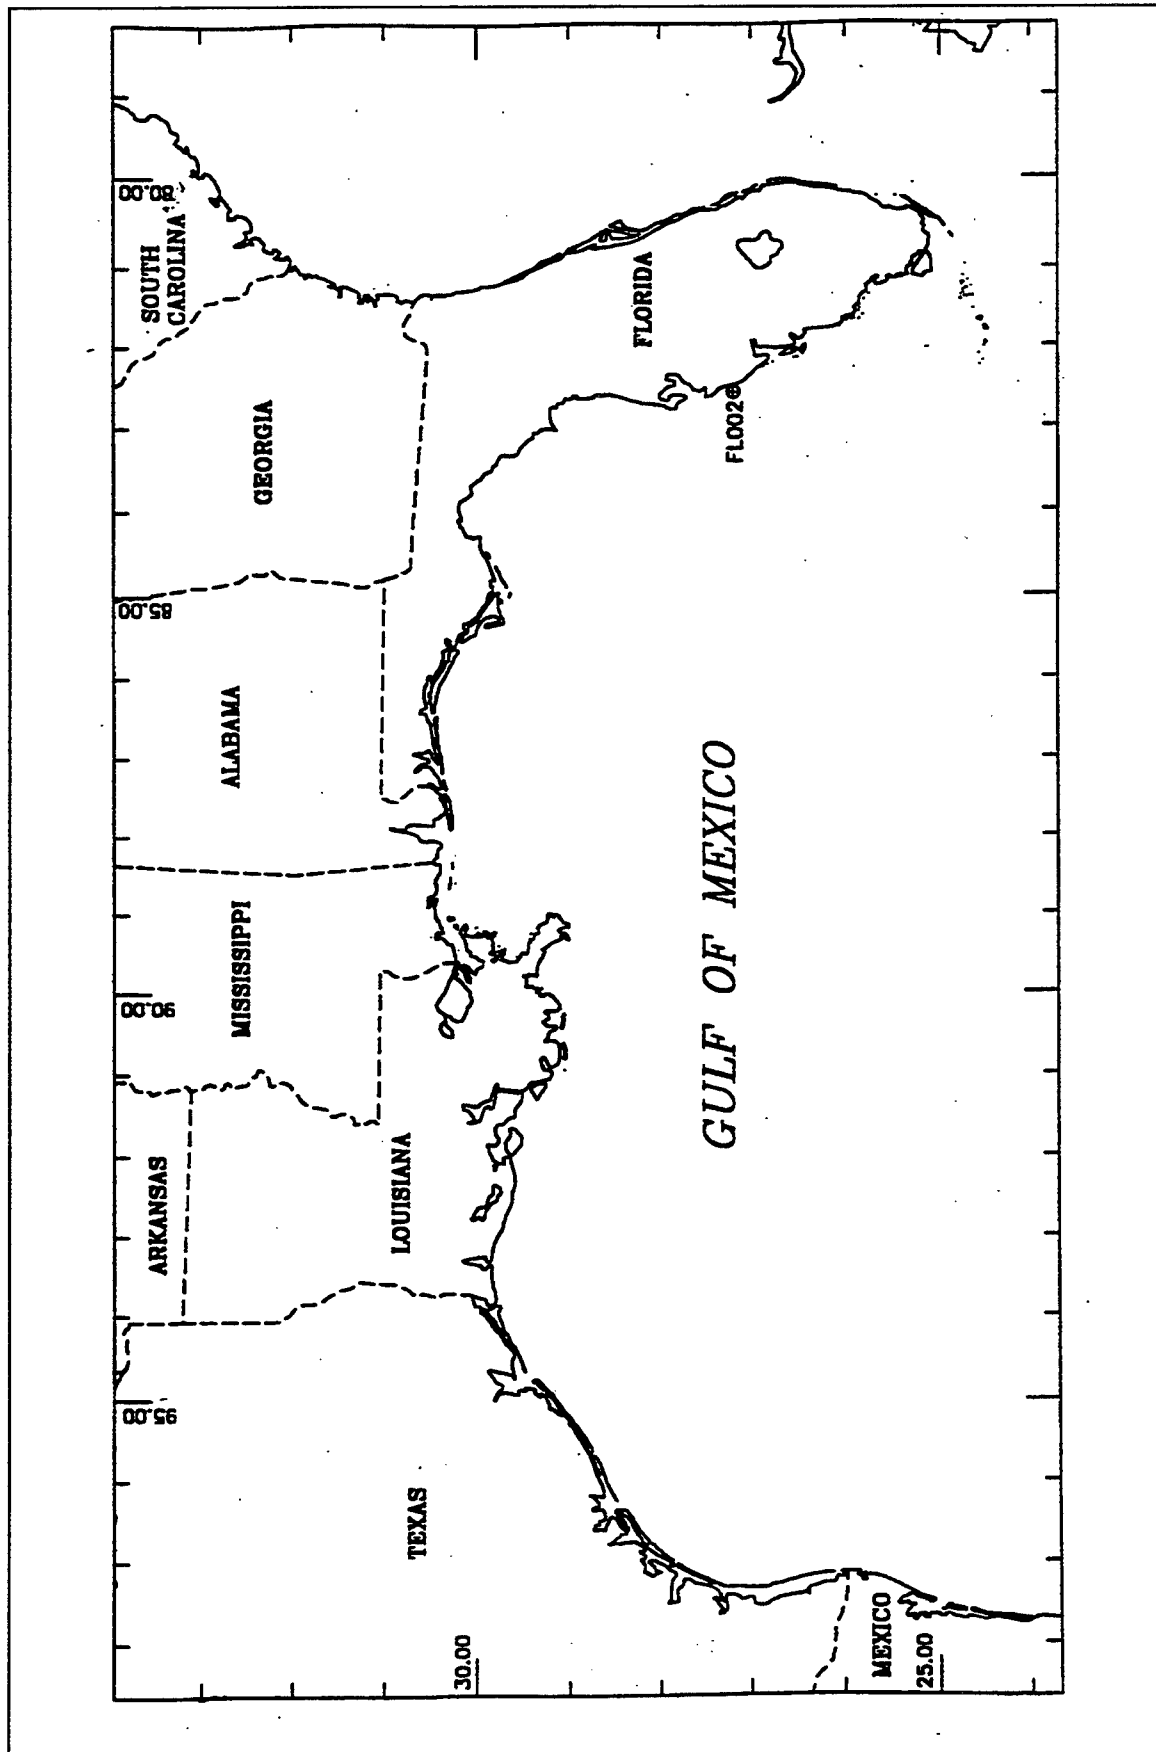 95.00
90.00
85.00
80.00
ARKANSAS
MISSISSIPPI
ALABAMA
GEORGIA
SOUTH
CAROLINA
TEXAS
LOUISIANA
30.00
FLORIDA
FL002
GULF OF MEXICO
MEXICO
25.00